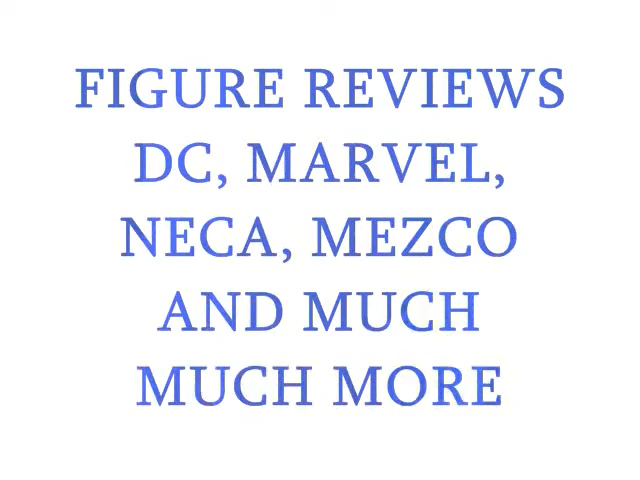 FIGURE REVIEWS
DC, MARVEL,
NECA, MEZCO
AND MUCH
MUCH MORE